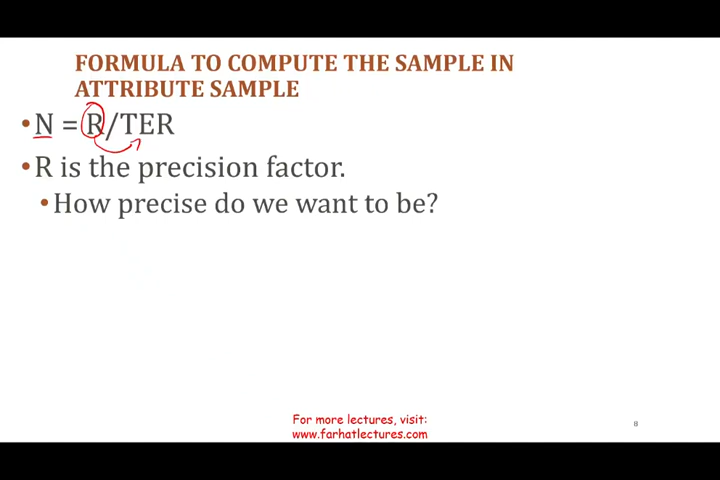 FORMULA TO COMPUTE THE SAMPLE IN
ATTRIBUTE SAMPLE
•N = R/TER
•R is the precision factor.
•How precise do we want to be?
For more lectures, visit:
www.farhatlectures.com
8